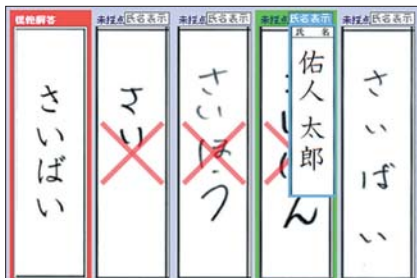 模範解答
さいばい
未採点 氏名表示
さい
未採点 氏名表示
さいほう
未採点 氏名表示
氏 名
佑人 太郎
ん
未採点 氏名表示
さいばい